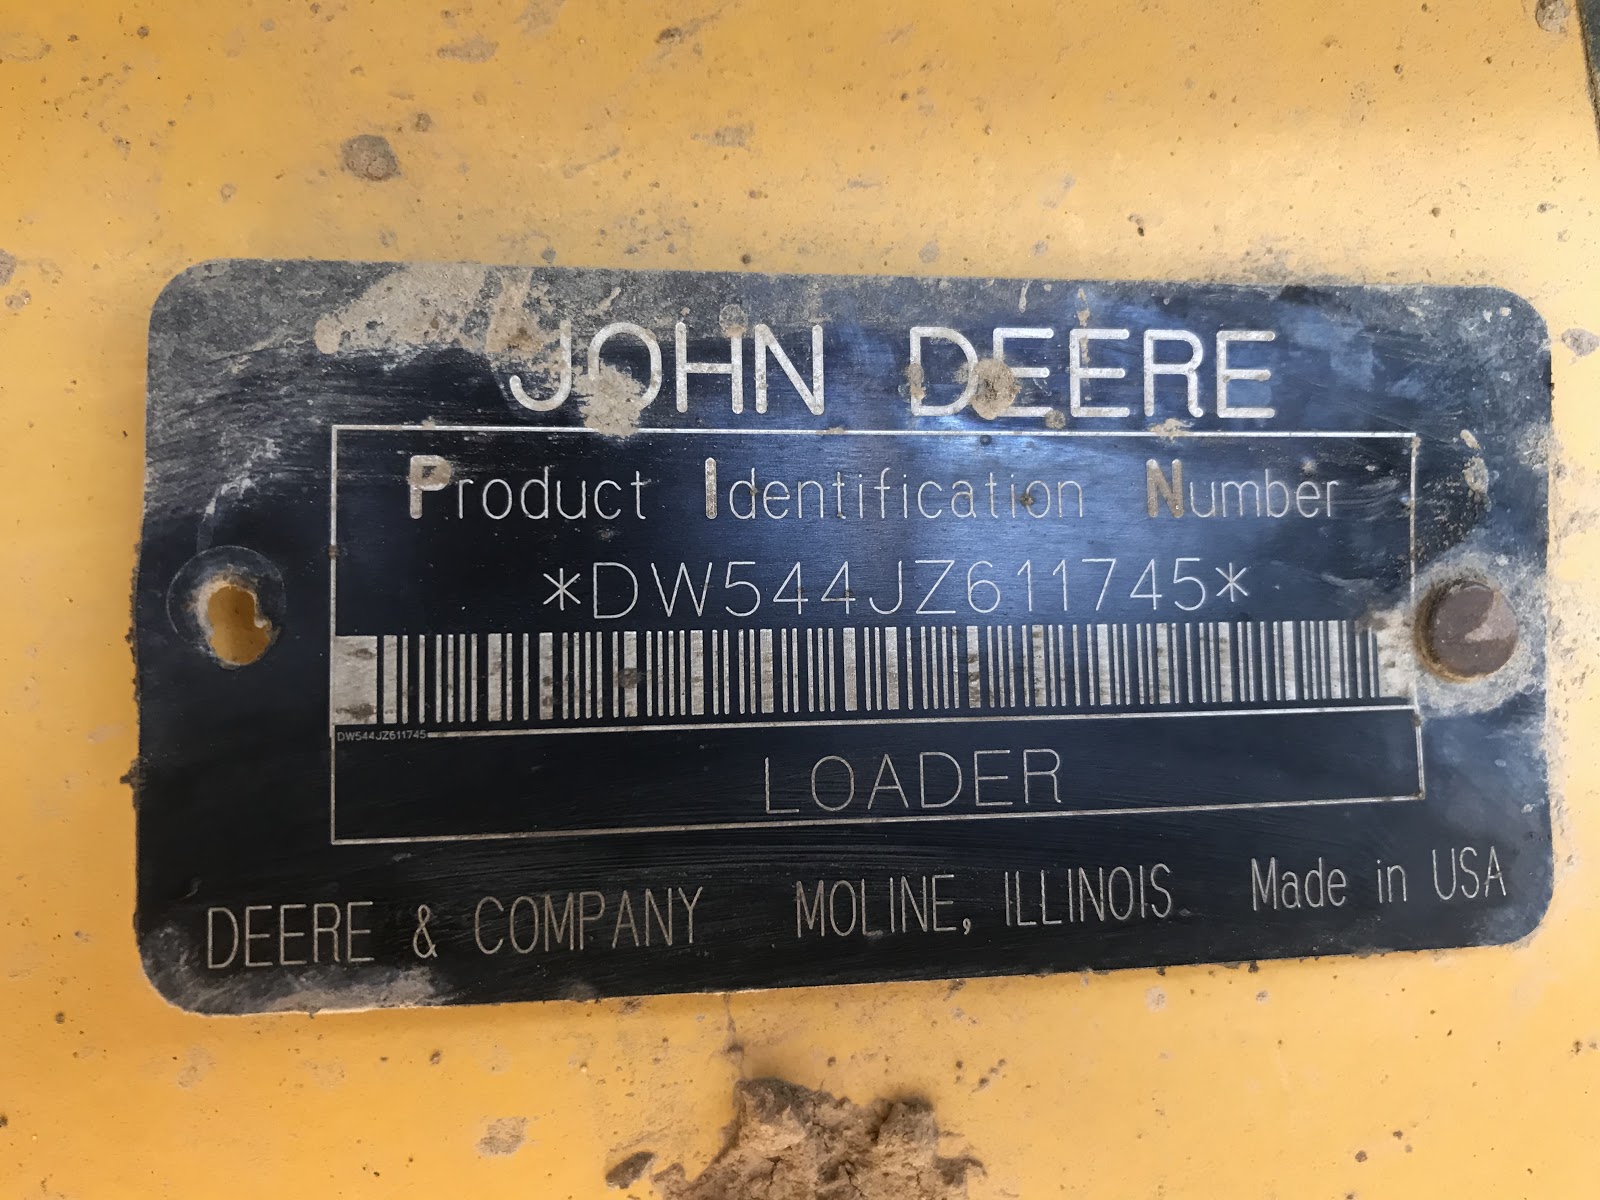 JOHN DEERE
Product Identification Number
*DW544JZ611745*
DW544JZ611745
LOADER
DEERE & COMPANY MOLINE, ILLINOIS Made in USA